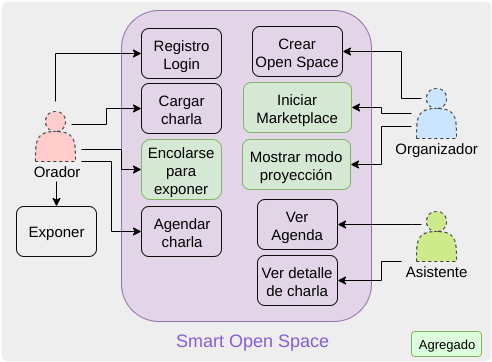 Registro
Login
Crear
Open Space
Cargar
charla
Iniciar
Marketplace
Orador
Organizador
Encolarse
para
exponer
Mostrar modo
proyección
Exponer
Agendar
charla
Ver
Agenda
Asistente
Ver detalle
de charla
Smart Open Space
Agregado